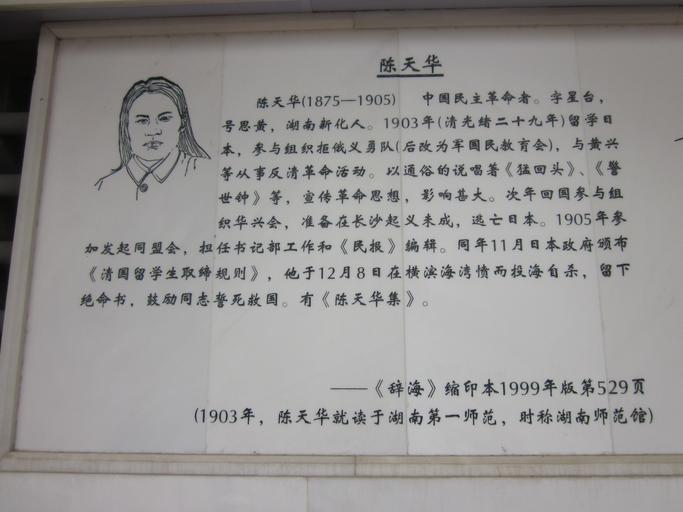 陈天华
陈天华(1875—1905) 中国民主革命者。字星台，
号思黄，湖南新化人。1903年(清光绪二十九年)留学日
本，参与组织拒俄义勇队(后改为军国民教育会)，与黄兴
等从事反清革命活动。以通俗的说唱著《猛回头》、《警
世钟》等，宣传革命思想，影响甚大。次年回国参与组
织华兴会，准备在长沙起义未成，逃亡日本。1905年参
加发起同盟会，担任书记部工作和《民报》编辑。同年11月日本政府颁布
《清国留学生取缔规则》，他于12月8日在横滨海湾愤而投海自杀，留下
绝命书，鼓励同志誓死救国。有《陈天华集》。
——《辞海》缩印本1999年版第529页
(1903年，陈天华就读于湖南第一师范，时称湖南师范馆)